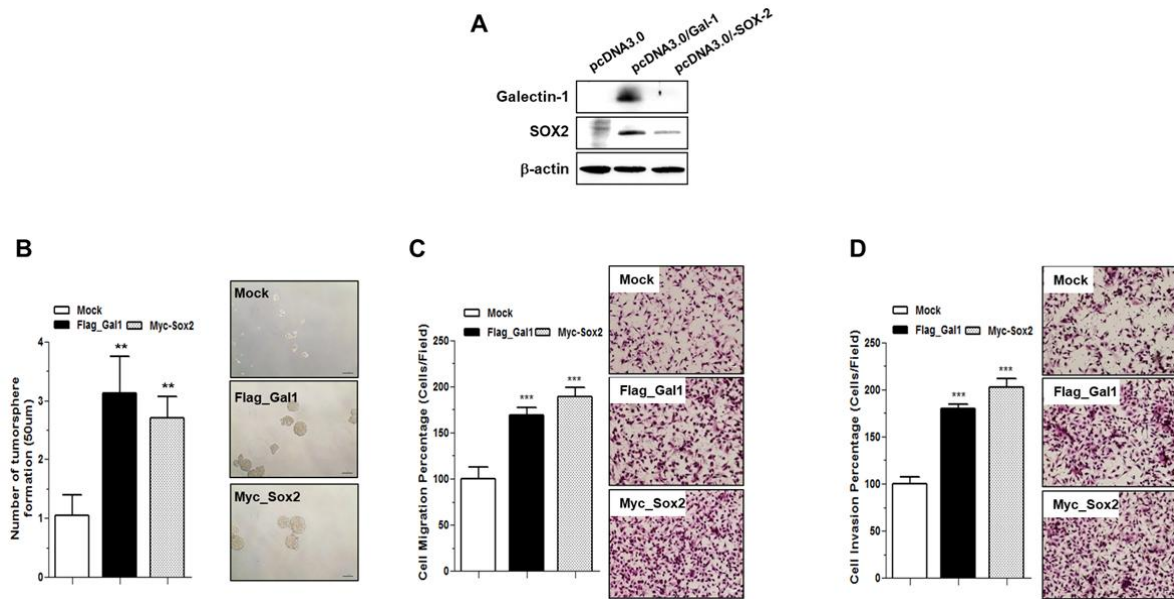 A
pcDNA3.0
pcDNA3.0/Gal-1
pcDNA3.0/-SOX-2
Galectin-1
SOX2
β-actin
B
Mock
Flag_Gal1 Myc-Sox2
Number of tumorsphere
formation (50um)
4
3
2
1
0
**
**
Mock
Flag_Gal1
Myc_Sox2
C
Mock
Flag_Gal1 Myc-Sox2
Cell Migration Percentage (Cells/Field)
250
200
150
100
50
0
***
***
Mock
Flag_Gal1
Myc_Sox2
D
Mock
Flag_Gal1 Myc-Sox2
Cell Invasion Percentage (Cells/Field)
250
200
150
100
50
0
***
***
Mock
Flag_Gal1
Myc_Sox2